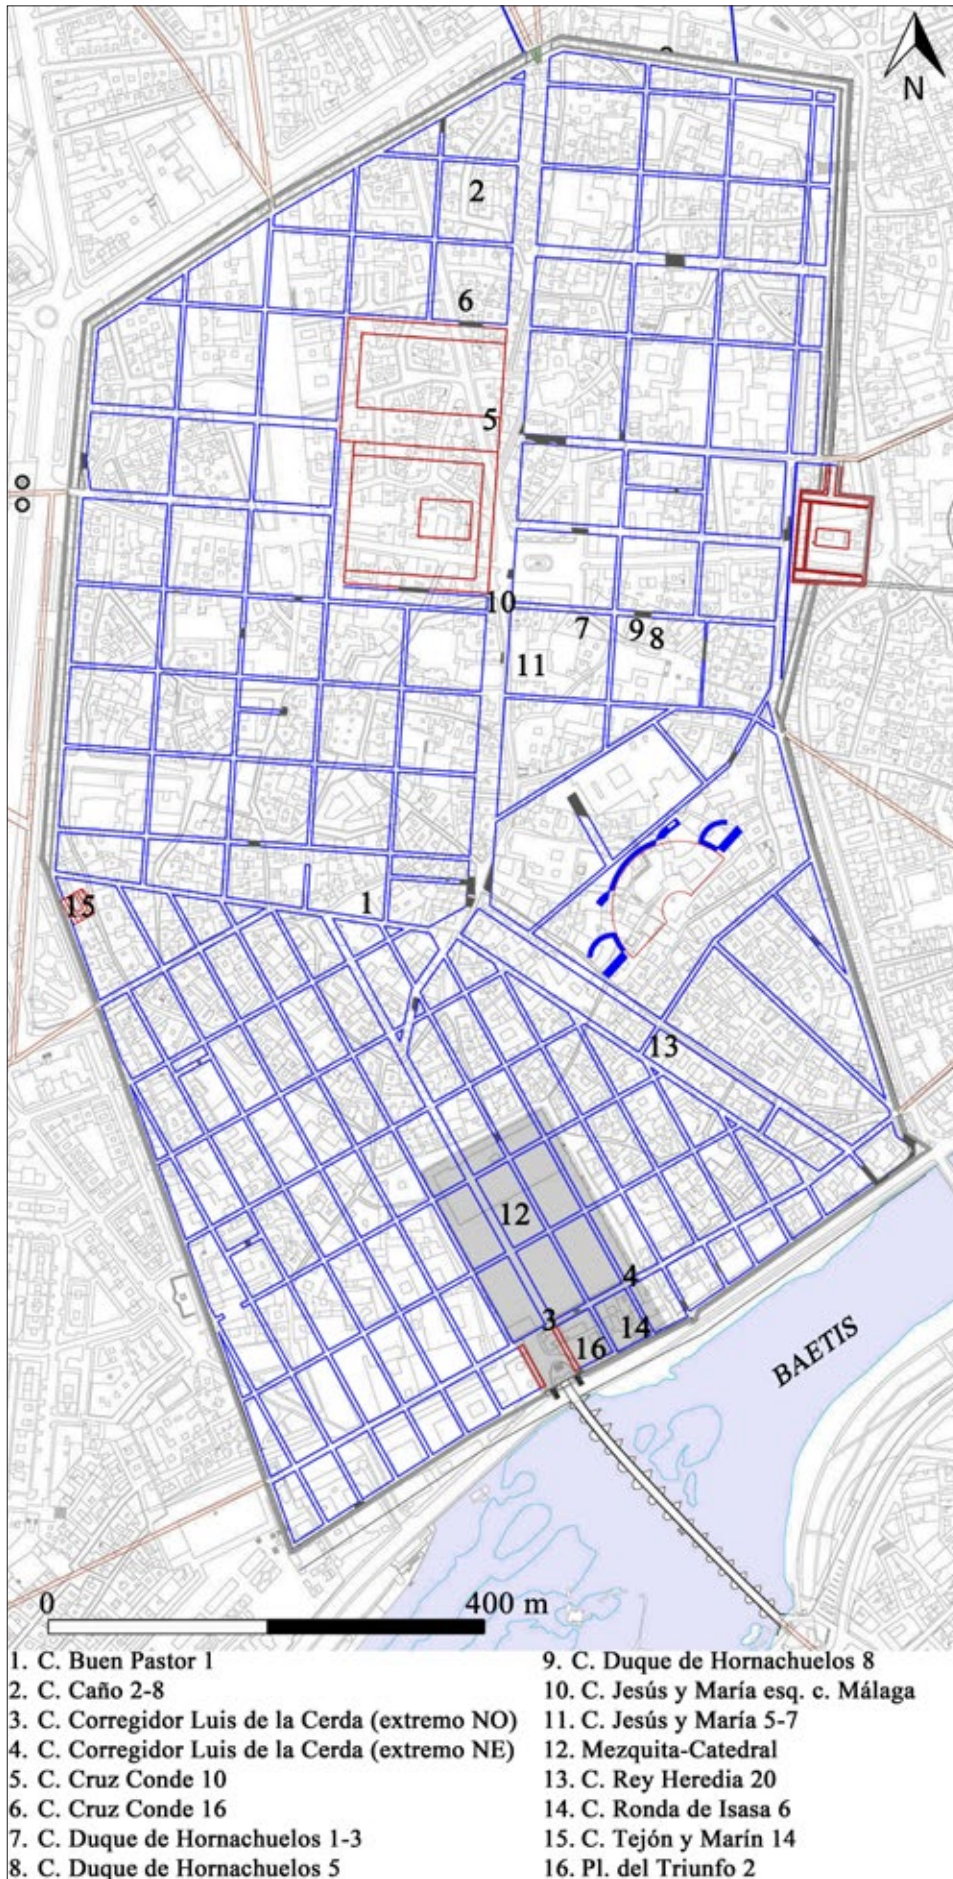 N
2
6
5
10
7
9
8
11
1
15
13
12
4
3
14
16
BAETIS
0
400 m
1. C. Buen Pastor 1
2. C. Caño 2-8
3. C. Corregidor Luis de la Cerda (extremo NO)
4. C. Corregidor Luis de la Cerda (extremo NE)
5. C. Cruz Conde 10
6. C. Cruz Conde 16
7. C. Duque de Hornachuelos 1-3
8. C. Duque de Hornachuelos 5
9. C. Duque de Hornachuelos 8
10. C. Jesús y María esq. c. Málaga
11. C. Jesús y María 5-7
12. Mezquita-Catedral
13. C. Rey Heredia 20
14. C. Ronda de Isasa 6
15. C. Tejón y Marín 14
16. Pl. del Triunfo 2